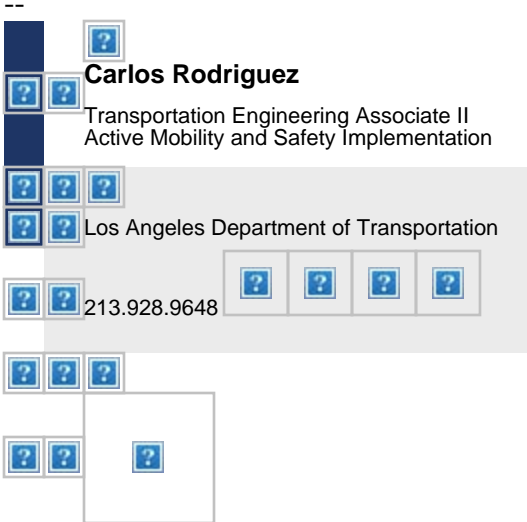 --
Carlos Rodriguez
Transportation Engineering Associate II
Active Mobility and Safety Implementation
Los Angeles Department of Transportation
213.928.9648